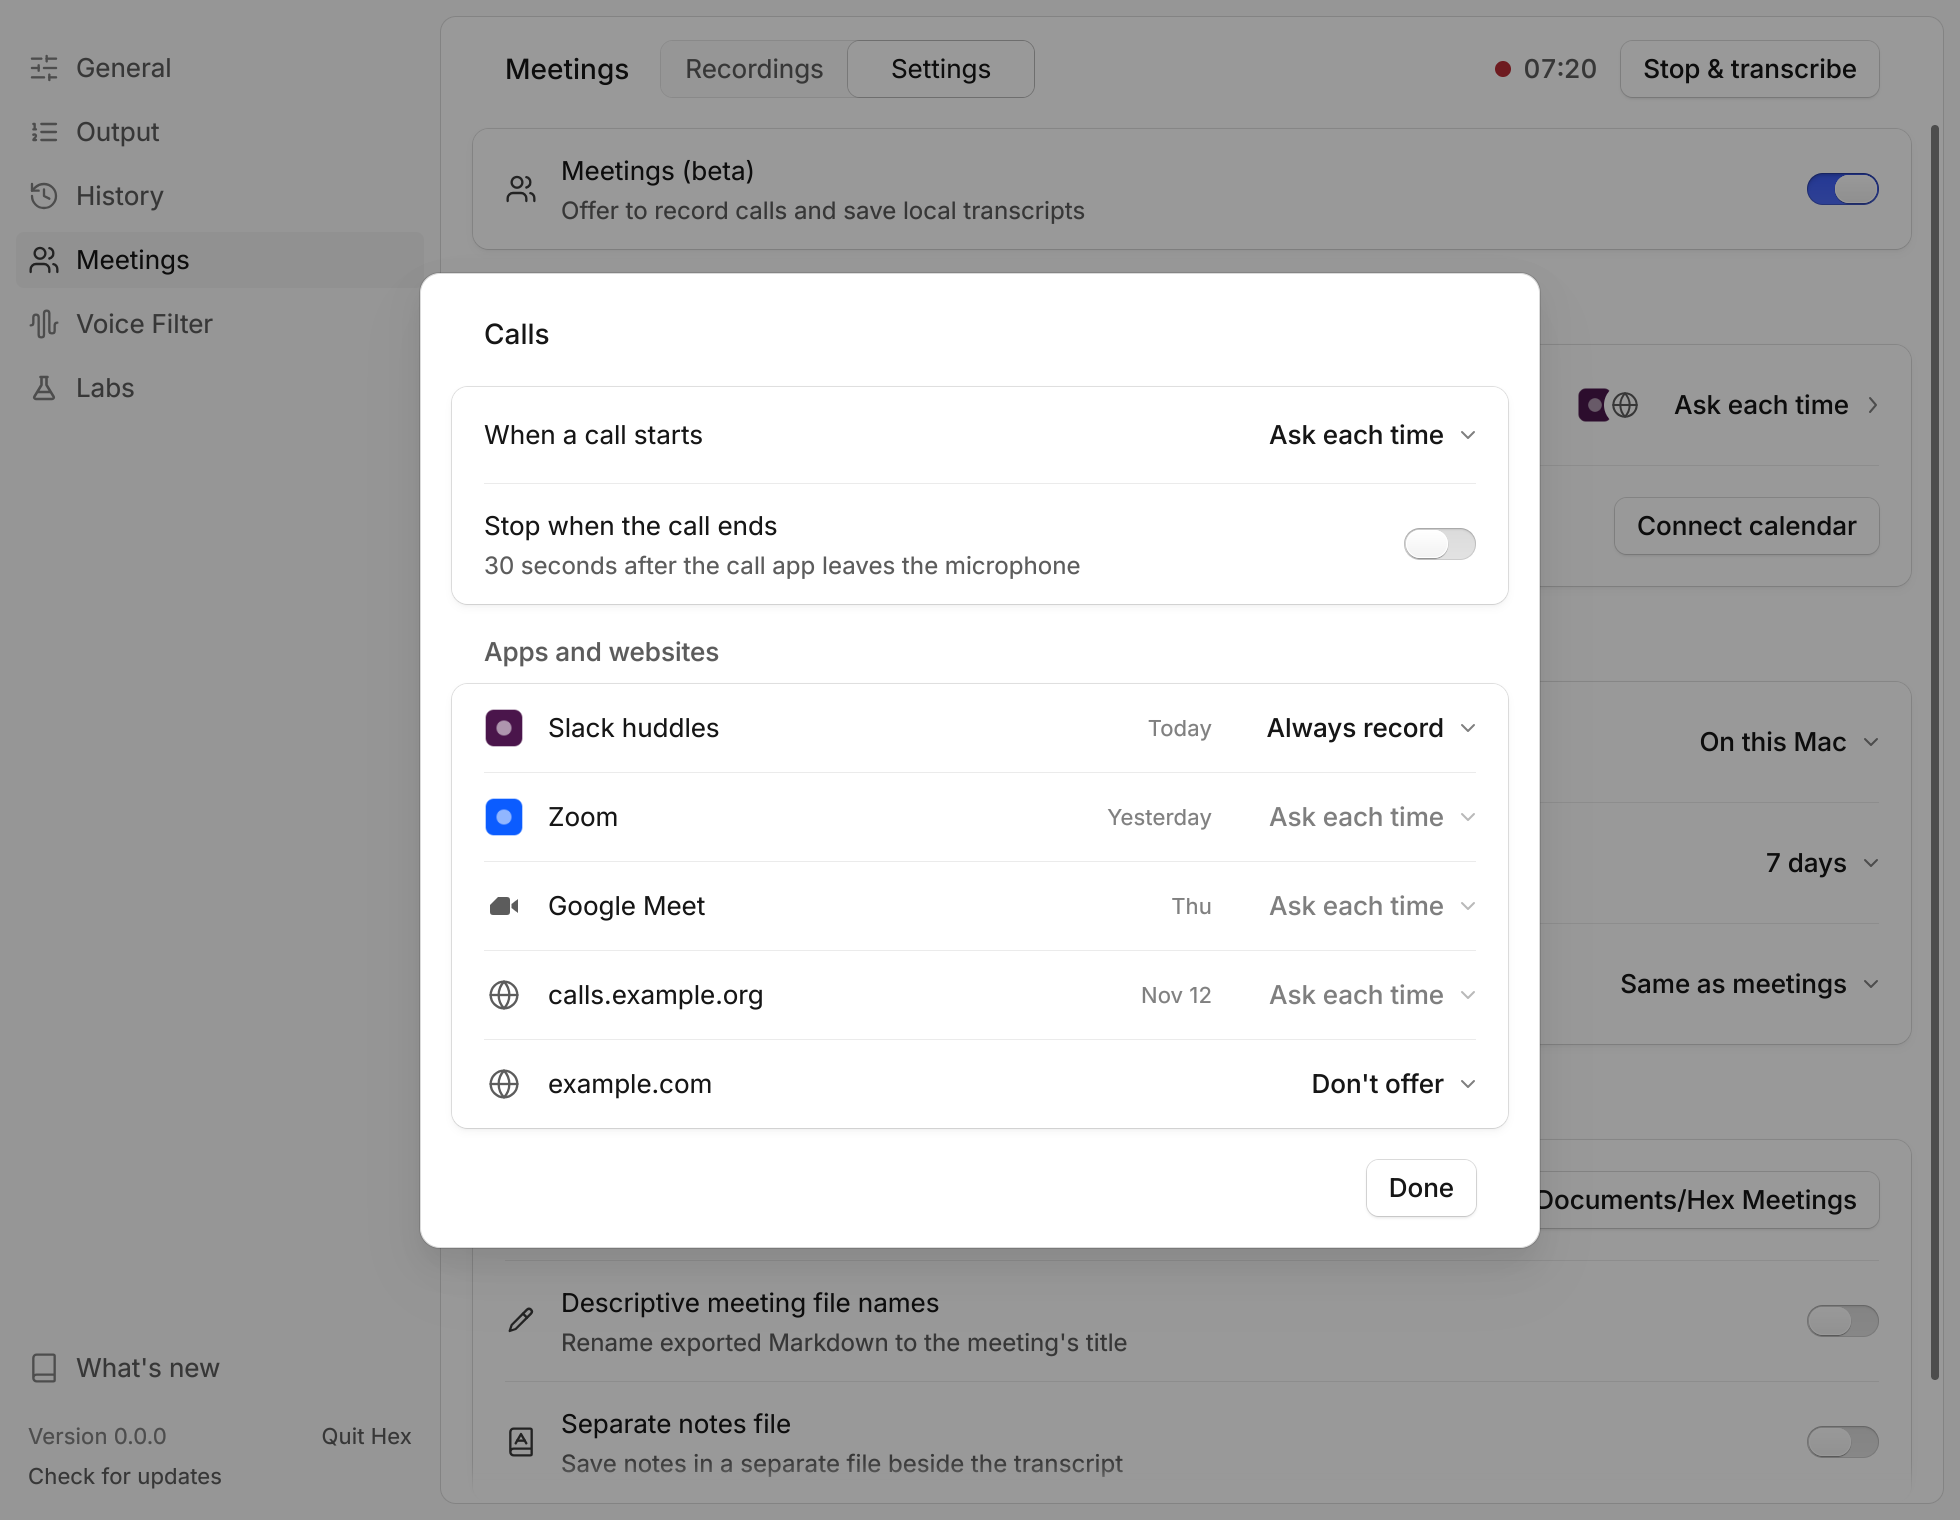 General
Output
History
Meetings
Voice Filter
Labs
What's new
Version 0.0.0
Quit Hex
Check for updates
Meetings
Recordings
Settings
07:20
Stop & transcribe
Meetings (beta)
Offer to record calls and save local transcripts
Ask each time
Connect calendar
On this Mac
7 days
Same as meetings
Documents/Hex Meetings
Descriptive meeting file names
Rename exported Markdown to the meeting's title
Separate notes file
Save notes in a separate file beside the transcript
Calls
When a call starts
Ask each time
Stop when the call ends
30 seconds after the call app leaves the microphone
Apps and websites
Slack huddles Today Always record
Zoom Yesterday Ask each time
Google Meet Thu Ask each time
calls.example.org Nov 12 Ask each time
example.com Don't offer
Done